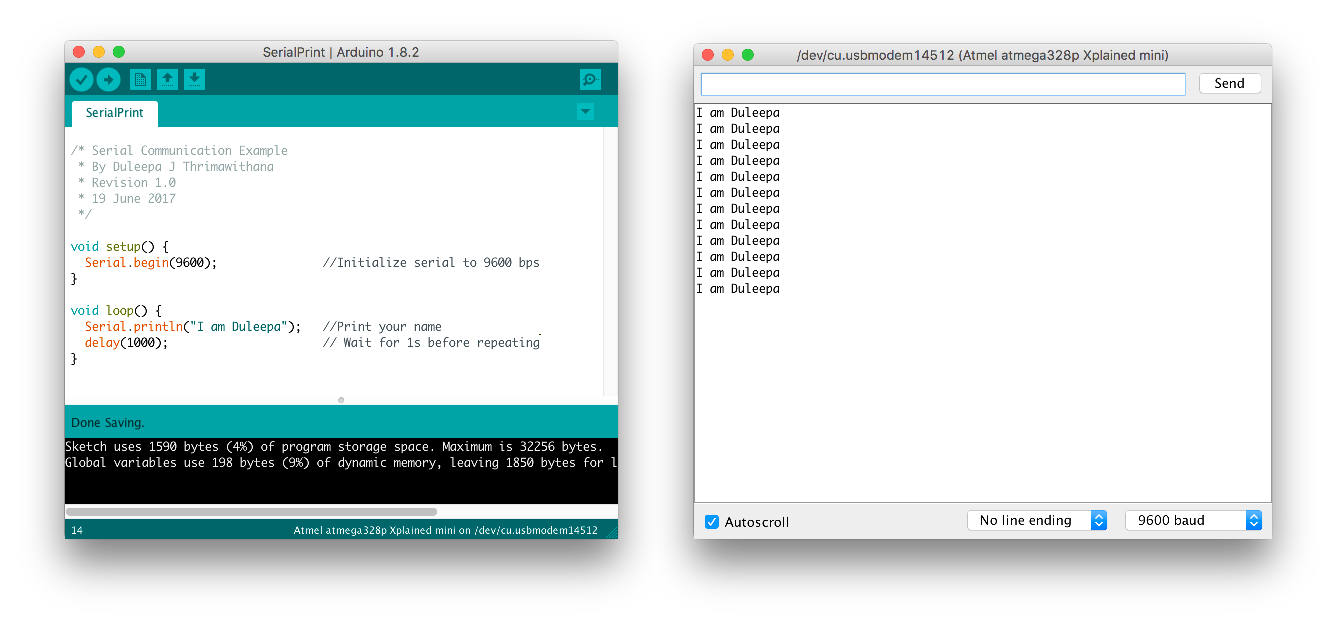 SerialPrint | Arduino 1.8.2
SerialPrint
/* Serial Communication Example
 * By Duleepa J Thrimawithana
 * Revision 1.0
 * 19 June 2017
 */
void setup() {
  Serial.begin(9600);               //Initialize serial to 9600 bps
}
void loop() {
  Serial.println("I am Duleepa");   //Print your name
  delay(1000);                      // Wait for 1s before repeating
}
Done Saving.
Sketch uses 1590 bytes (4%) of program storage space. Maximum is 32256 bytes.
Global variables use 198 bytes (9%) of dynamic memory, leaving 1850 bytes for l
14
Atmel atmega328p Xplained mini on /dev/cu.usbmodem14512
/dev/cu.usbmodem14512 (Atmel atmega328p Xplained mini)
Send
I am Duleepa
I am Duleepa
I am Duleepa
I am Duleepa
I am Duleepa
I am Duleepa
I am Duleepa
I am Duleepa
I am Duleepa
I am Duleepa
I am Duleepa
I am Duleepa
Autoscroll
No line ending
9600 baud